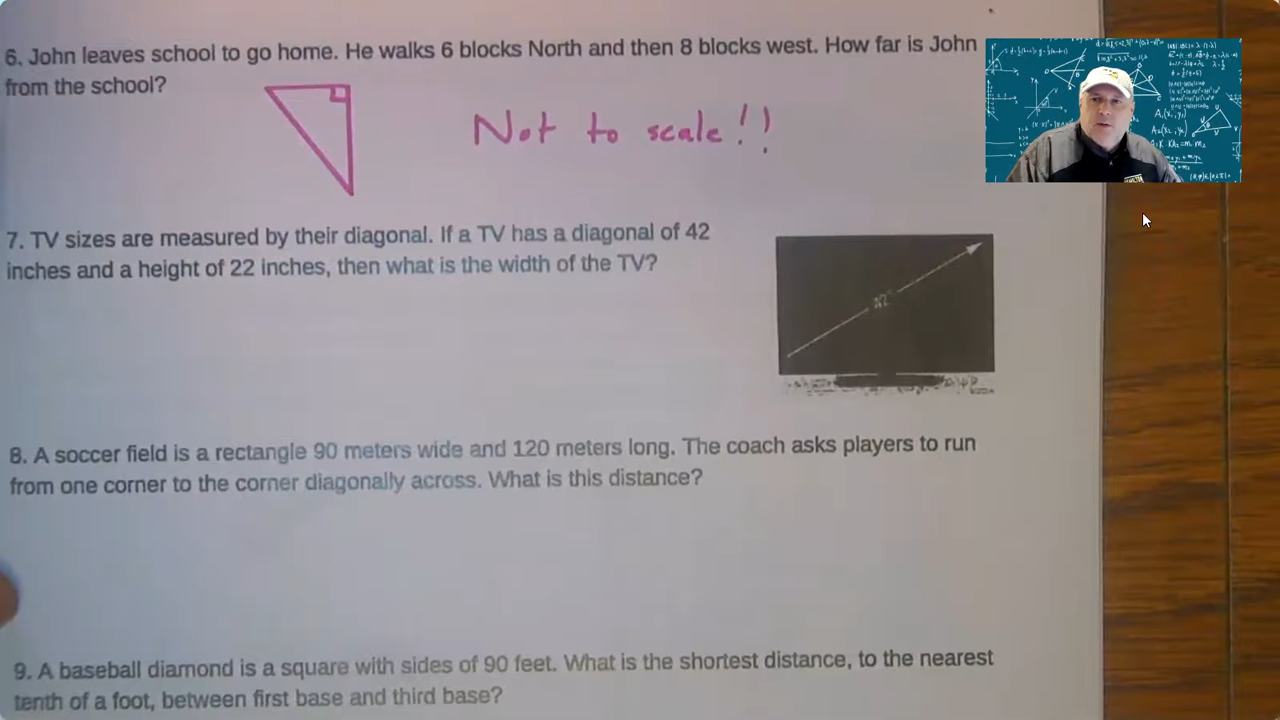 6. John leaves school to go home. He walks 6 blocks North and then 8 blocks west. How far is John
from the school?
Not to scale!!
7. TV sizes are measured by their diagonal. If a TV has a diagonal of 42
inches and a height of 22 inches, then what is the width of the TV?
8. A soccer field is a rectangle 90 meters wide and 120 meters long. The coach asks players to run
from one corner to the corner diagonally across. What is this distance?
9. A baseball diamond is a square with sides of 90 feet. What is the shortest distance, to the nearest
tenth of a foot, between first base and third base?